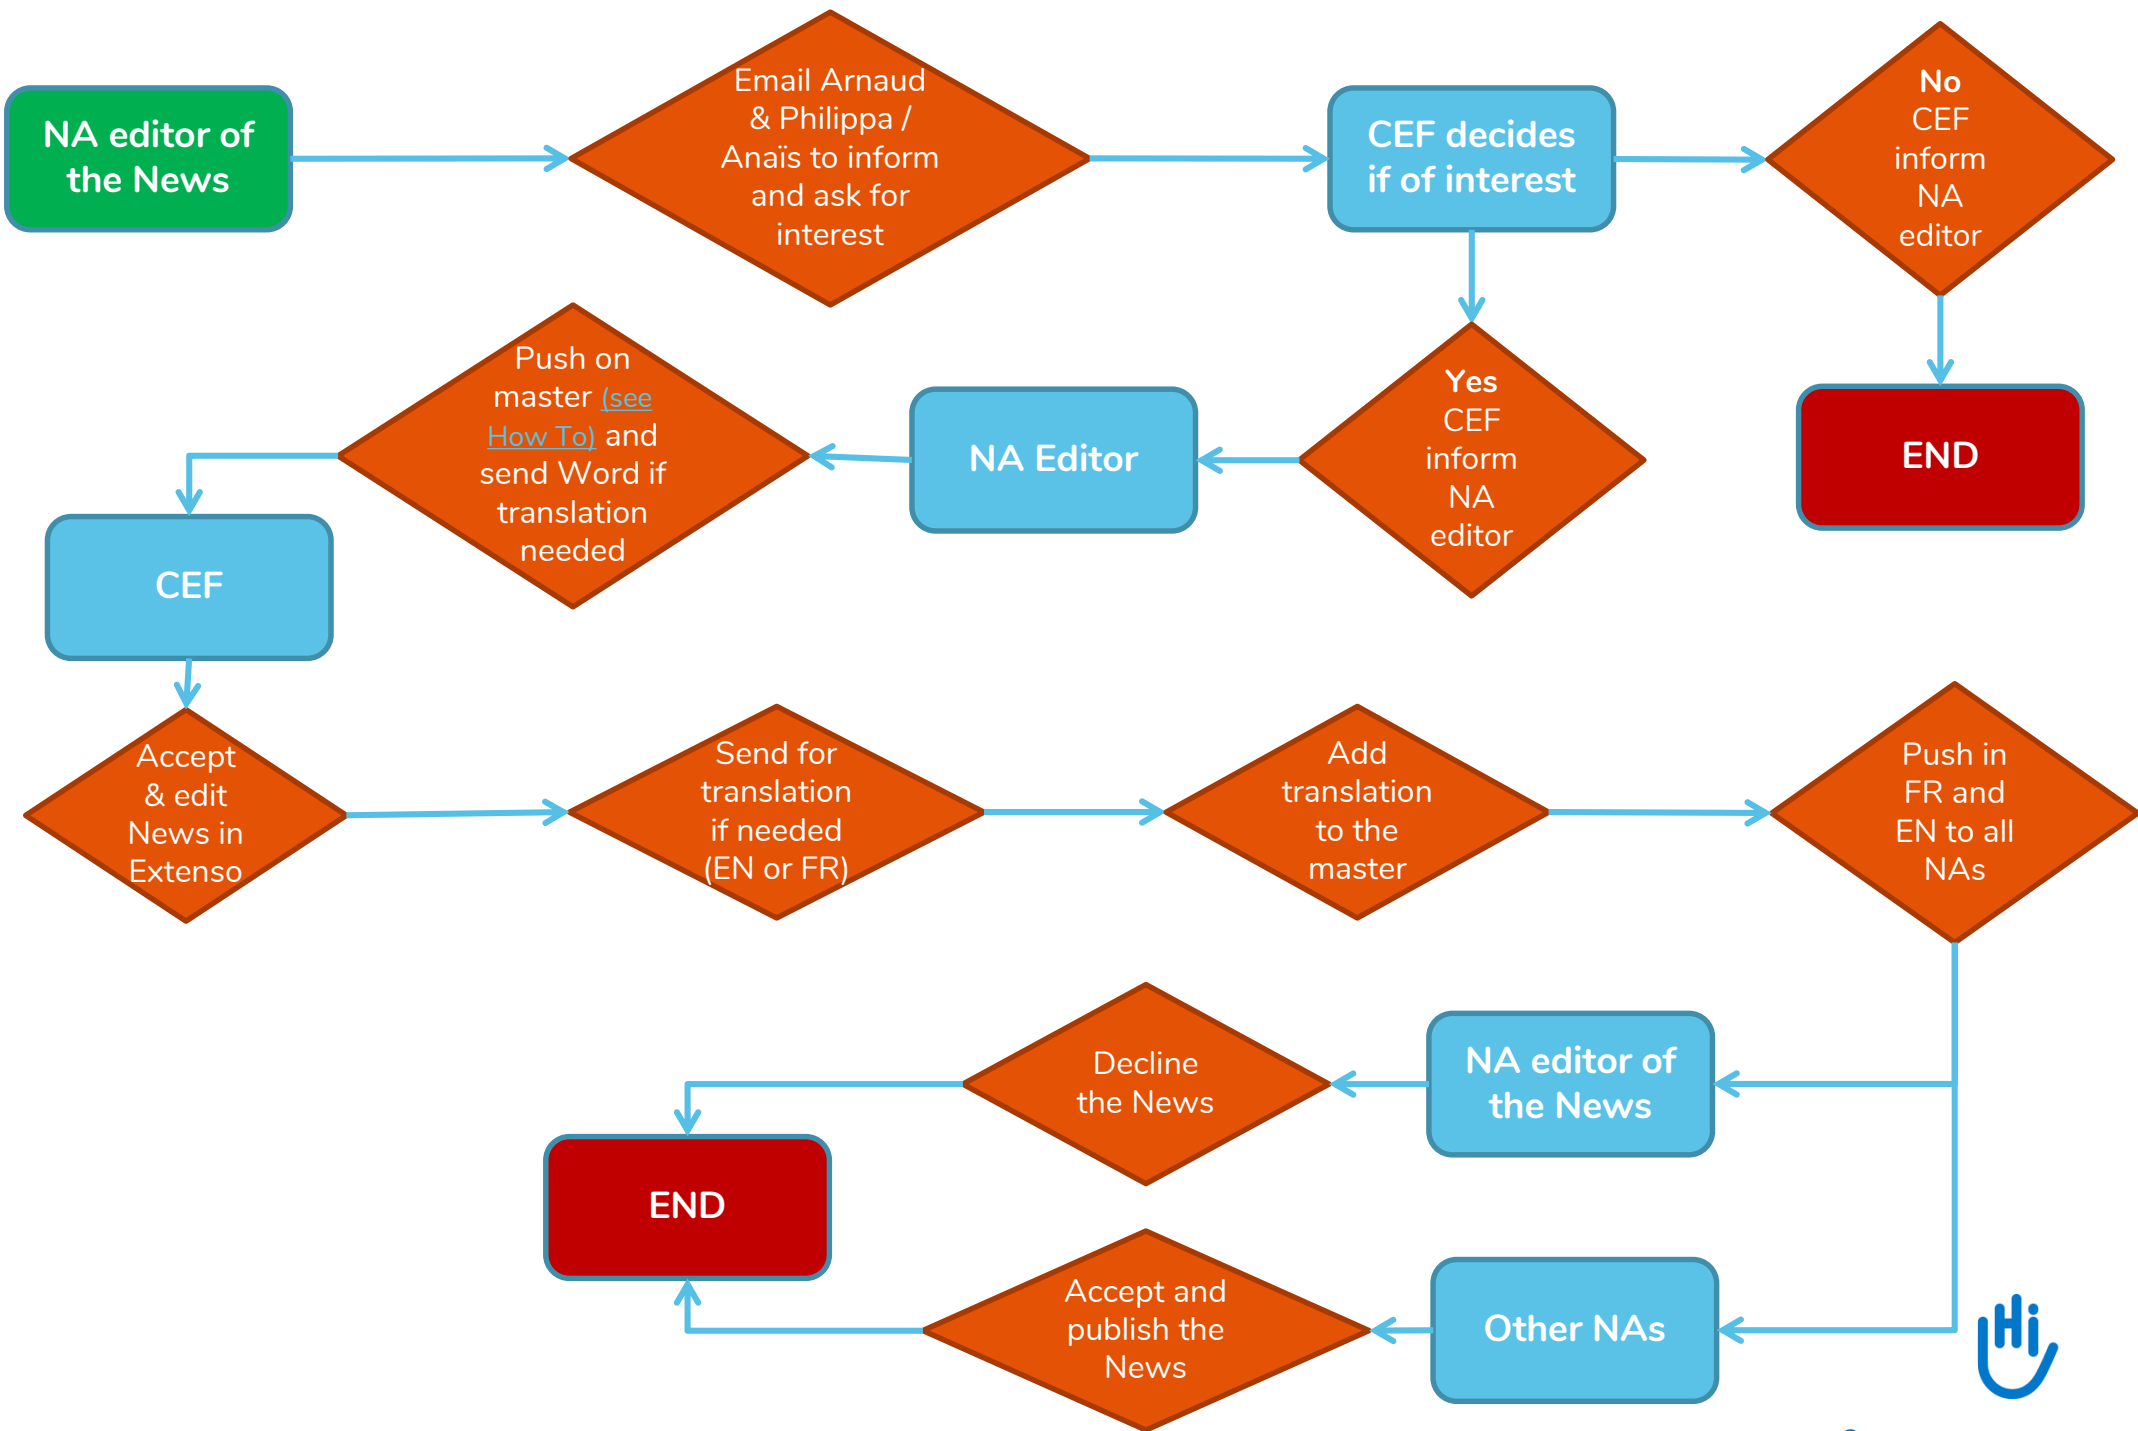 NA editor of
the News
Email Arnaud
& Philippa /
Anaïs to inform
and ask for
interest
CEF decides
if of interest
No
CEF
inform
NA
editor
END
Yes
CEF
inform
NA
editor
NA Editor
Push on
master (see
How To) and
send Word if
translation
needed
CEF
Accept
& edit
News in
Extenso
Send for
translation
if needed
(EN or FR)
Add
translation
to the
master
Push in
FR and
EN to all
NAs
NA editor of
the News
Decline
the News
END
Other NAs
Accept and
publish the
News
Hi